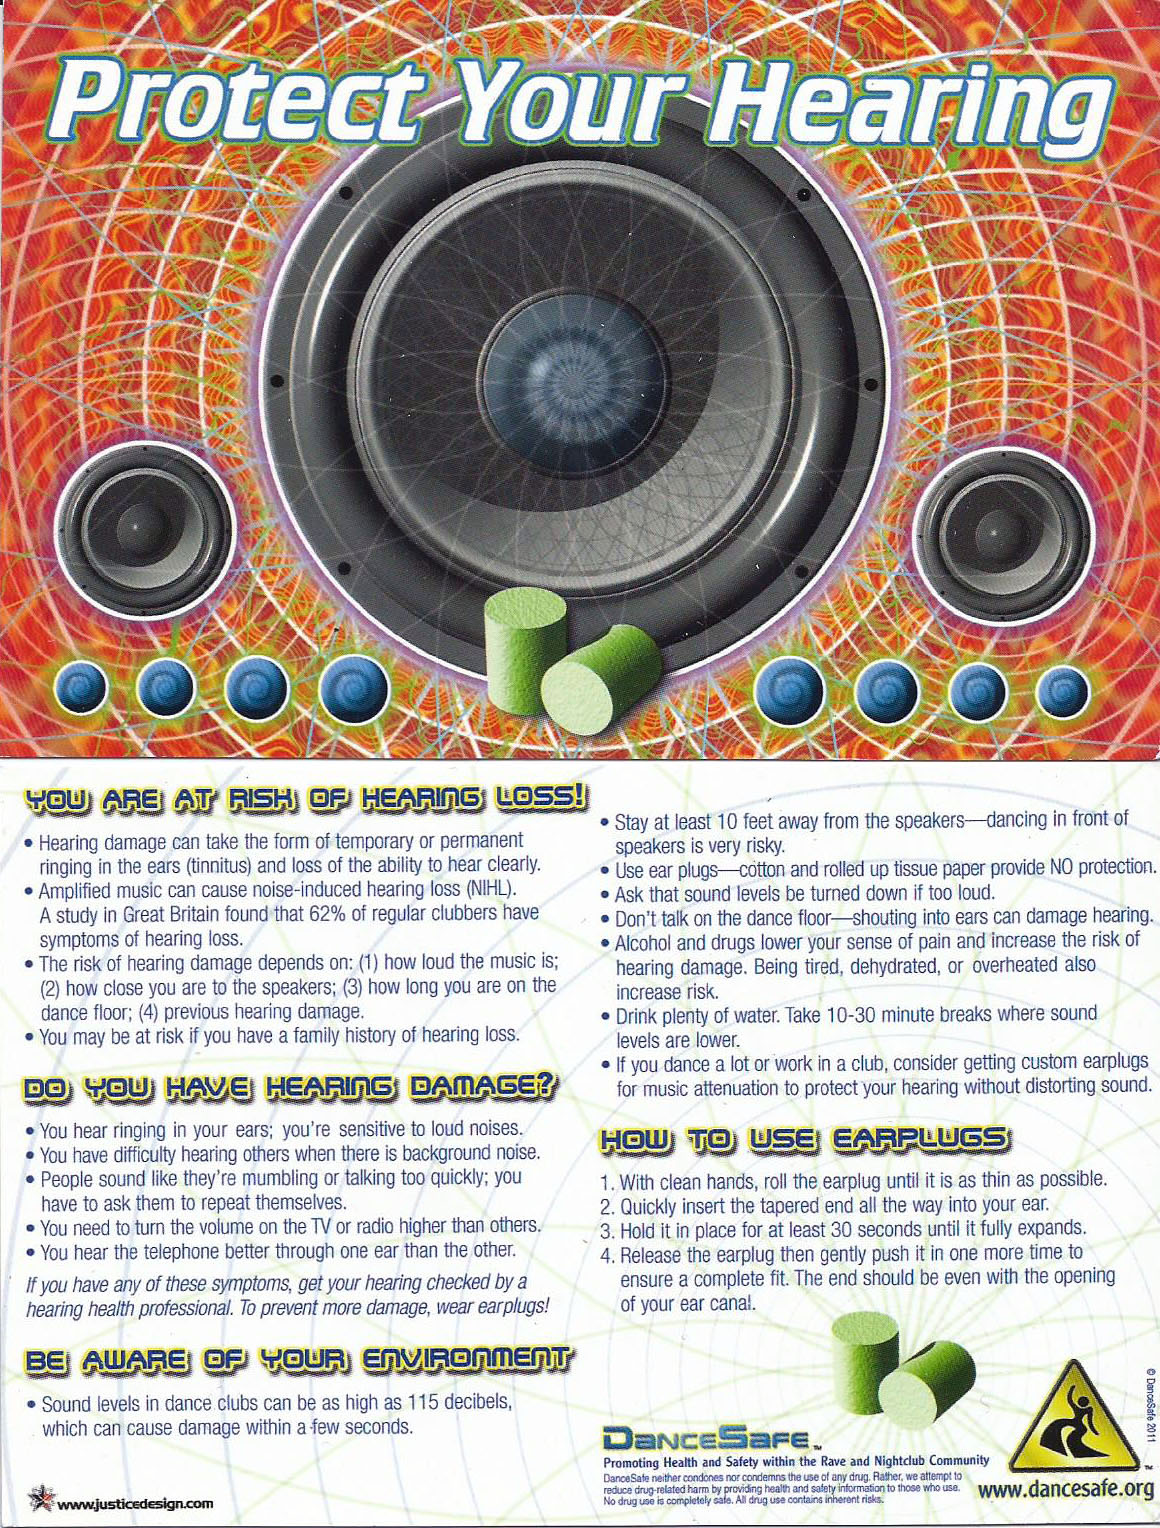 Protect Your Hearing
YOU ARE AT RISK OF HEARING LOSS!
• Hearing damage can take the form of temporary or permanent
ringing in the ears (tinnitus) and loss of the ability to hear clearly.
• Amplified music can cause noise-induced hearing loss (NIHL).
A study in Great Britain found that 62% of regular clubbers have
symptoms of hearing loss.
• The risk of hearing damage depends on: (1) how loud the music is;
(2) how close you are to the speakers; (3) how long you are on the
dance floor; (4) previous hearing damage.
• You may be at risk if you have a family history of hearing loss.
DO YOU HAVE HEARING DAMAGE?
• You hear ringing in your ears; you're sensitive to loud noises.
• You have difficulty hearing others when there is background noise.
• People sound like they're mumbling or talking too quickly; you
have to ask them to repeat themselves.
• You need to turn the volume on the TV or radio higher than others.
• You hear the telephone better through one ear than the other.
If you have any of these symptoms, get your hearing checked by a
hearing health professional. To prevent more damage, wear earplugs!
BE AWARE OF YOUR ENVIRONMENT
• Sound levels in dance clubs can be as high as 115 decibels,
which can cause damage within a few seconds.
www.justicedesign.com
• Stay at least 10 feet away from the speakers—dancing in front of
speakers is very risky.
• Use ear plugs—cotton and rolled up tissue paper provide NO protection.
• Ask that sound levels be turned down if too loud.
• Don't talk on the dance floor—shouting into ears can damage hearing.
• Alcohol and drugs lower your sense of pain and increase the risk of
hearing damage. Being tired, dehydrated, or overheated also
increase risk.
• Drink plenty of water. Take 10-30 minute breaks where sound
levels are lower.
• If you dance a lot or work in a club, consider getting custom earplugs
for music attenuation to protect your hearing without distorting sound.
HOW TO USE EARPLUGS
1. With clean hands, roll the earplug until it is as thin as possible.
2. Quickly insert the tapered end all the way into your ear.
3. Hold it in place for at least 30 seconds until it fully expands.
4. Release the earplug then gently push it in one more time to
ensure a complete fit. The end should be even with the opening
of your ear canal.
DANCESAFE™
Promoting Health and Safety within the Rave and Nightclub Community
DanceSafe neither condones nor condemns the use of any drug. Rather, we attempt to
reduce drug-related harm by providing health and safety information to those who use.
No drug use is completely safe. All drug use contains inherent risks.
™
www.dancesafe.org
© DanceSafe 2011